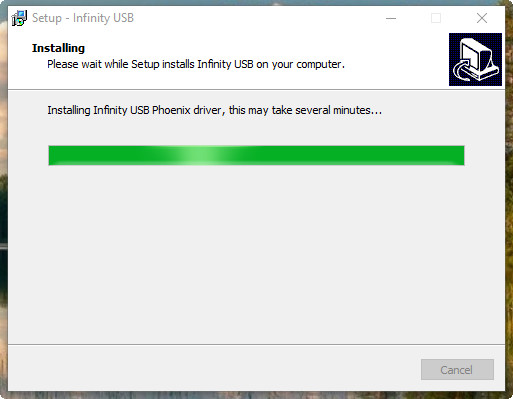 Setup - Infinity USB
Installing
Please wait while Setup installs Infinity USB on your computer.
Installing Infinity USB Phoenix driver, this may take several minutes...
Cancel